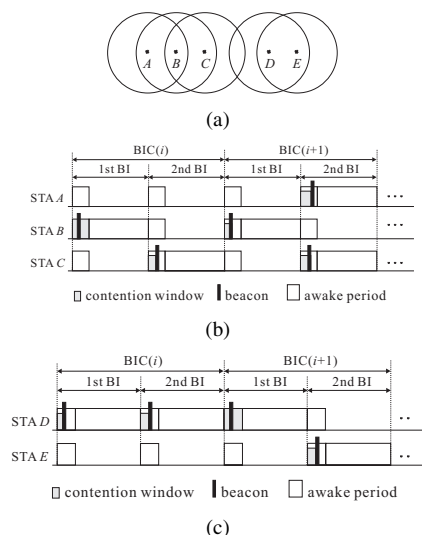 A B C D E
(a)
BIC(i) BIC(i+1)
1st BI 2nd BI 1st BI 2nd BI
STA A
STA B
STA C
contention window beacon awake period
(b)
BIC(i) BIC(i+1)
1st BI 2nd BI 1st BI 2nd BI
STA D
STA E
contention window beacon awake period
(c)